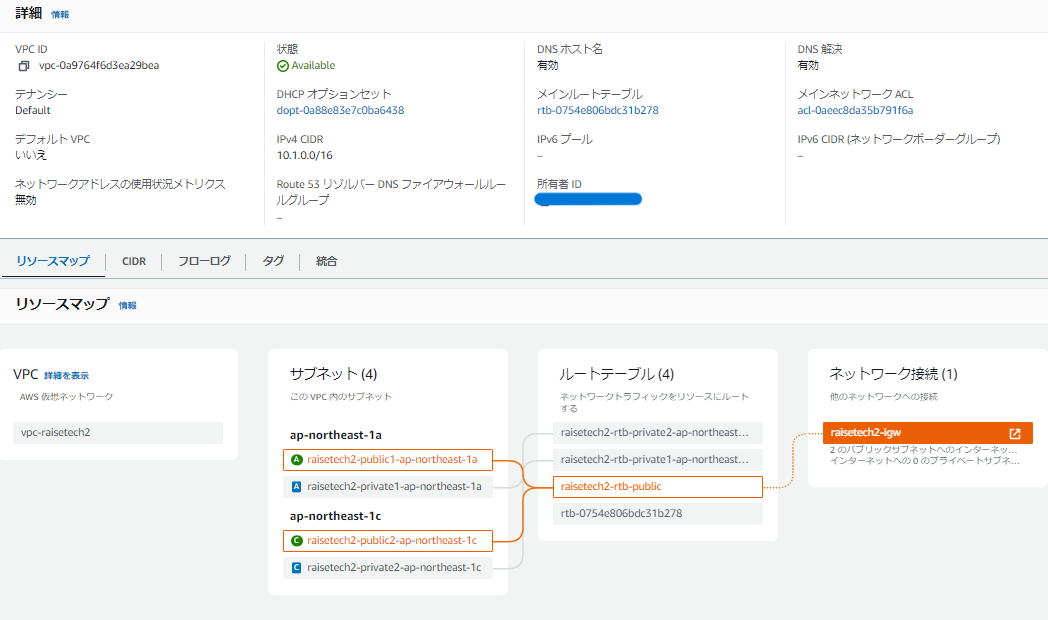 詳細 情報
VPC ID
vpc-0a9764f6d3ea29bea
状態
Available
DNS ホスト名
有効
DNS 解決
有効
テナンシー
Default
DHCP オプションセット
dopt-0a88e83e7c0ba6438
メインルートテーブル
rtb-0754e806bdc31b278
メインネットワーク ACL
acl-0aeec8da35b791f6a
デフォルト VPC
いいえ
IPv4 CIDR
10.1.0.0/16
IPv6 プール
–
IPv6 CIDR (ネットワークボーダーグループ)
–
ネットワークアドレスの使用状況メトリクス
無効
Route 53 リゾルバー DNS ファイアウォールルー
ルグループ
–
所有者 ID
リソースマップ CIDR フローログ タグ 統合
リソースマップ 情報
VPC 詳細を表示
AWS 仮想ネットワーク
vpc-raisetech2
サブネット (4)
この VPC 内のサブネット
ap-northeast-1a
A raisetech2-public1-ap-northeast-1a
A raisetech2-private1-ap-northeast-1a
ap-northeast-1c
C raisetech2-public2-ap-northeast-1c
C raisetech2-private2-ap-northeast-1c
ルートテーブル (4)
ネットワークトラフィックをリソースにルート
する
raisetech2-rtb-private2-ap-northeast...
raisetech2-rtb-private1-ap-northeast...
raisetech2-rtb-public
rtb-0754e806bdc31b278
ネットワーク接続 (1)
他のネットワークへの接続
raisetech2-igw
2 のパブリックサブネットへのインターネッ...
インターネットへの 0 のプライベートサブネ...